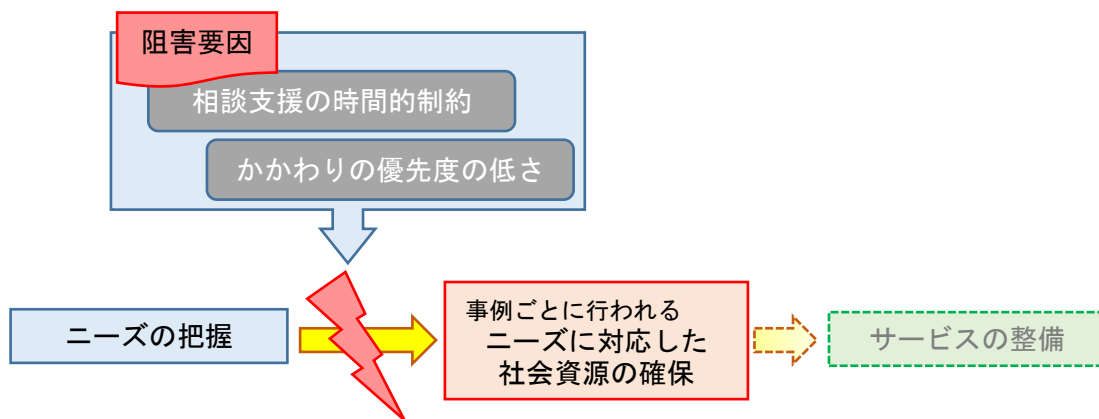 阻害要因
相談支援の時間的制約
かかわりの優先度の低さ
ニーズの把握
事例ごとに行われる
ニーズに対応した
社会資源の確保
サービスの整備